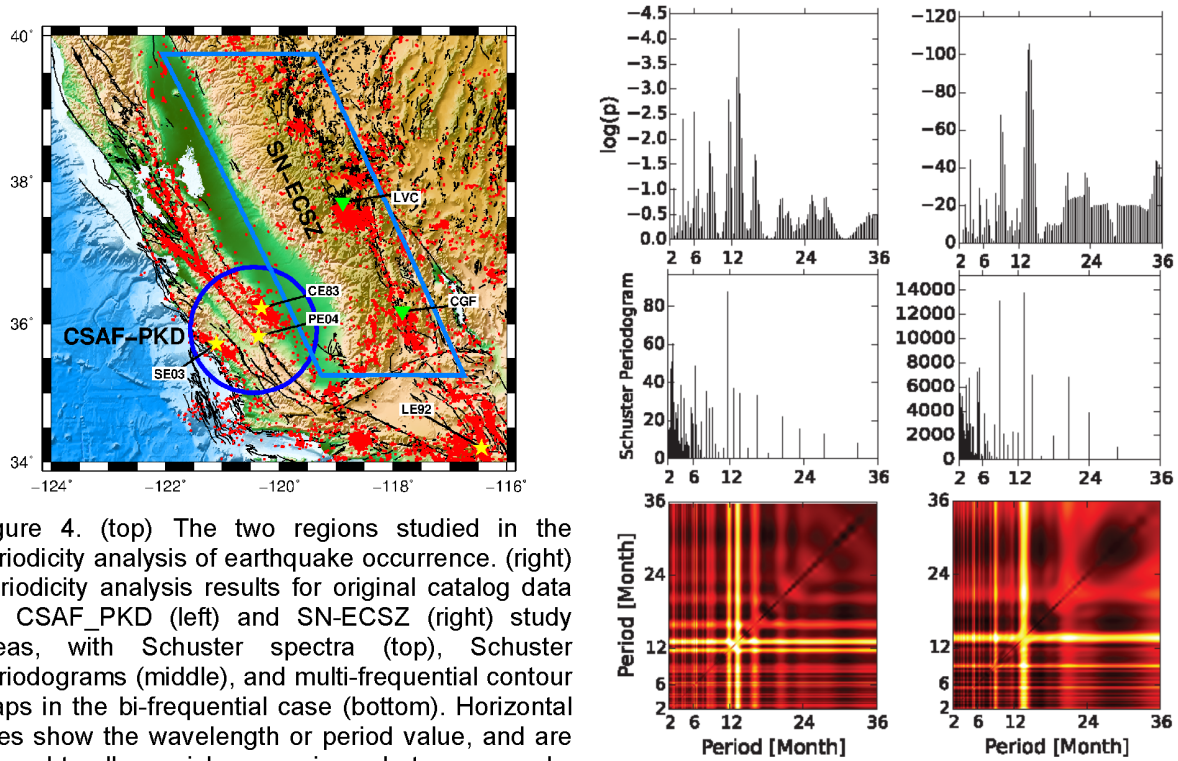 40°
38°
36°
34°
−124°
−122°
−120°
−118°
−116°
SN−ECSZ
LVC
CGF
CE83
PE04
CSAF−PKD
SE03
LE92
gure 4. (top) The two regions studied in the
riodicity analysis of earthquake occurrence. (right)
riodicity analysis results for original catalog data
CSAF_PKD (left) and SN-ECSZ (right) study
eas, with Schuster spectra (top), Schuster
riodograms (middle), and multi-frequential contour
aps in the bi-frequential case (bottom). Horizontal
es show the wavelength or period value, and are
log(p)
−4.5
−4.0
−3.5
−3.0
−2.5
−2.0
−1.5
−1.0
−0.5
0.0
2 6 12 24 36
−120
−100
−80
−60
−40
−20
0
2 6 12 24 36
Schuster Periodogram
80
60
40
20
0
2 6 12 24 36
14000
12000
10000
8000
6000
4000
2000
0
2 6 12 24 36
Period [Month]
36
24
12
6
2
2 6 12 24 36
Period [Month]
36
24
12
6
2
2 6 12 24 36
Period [Month]